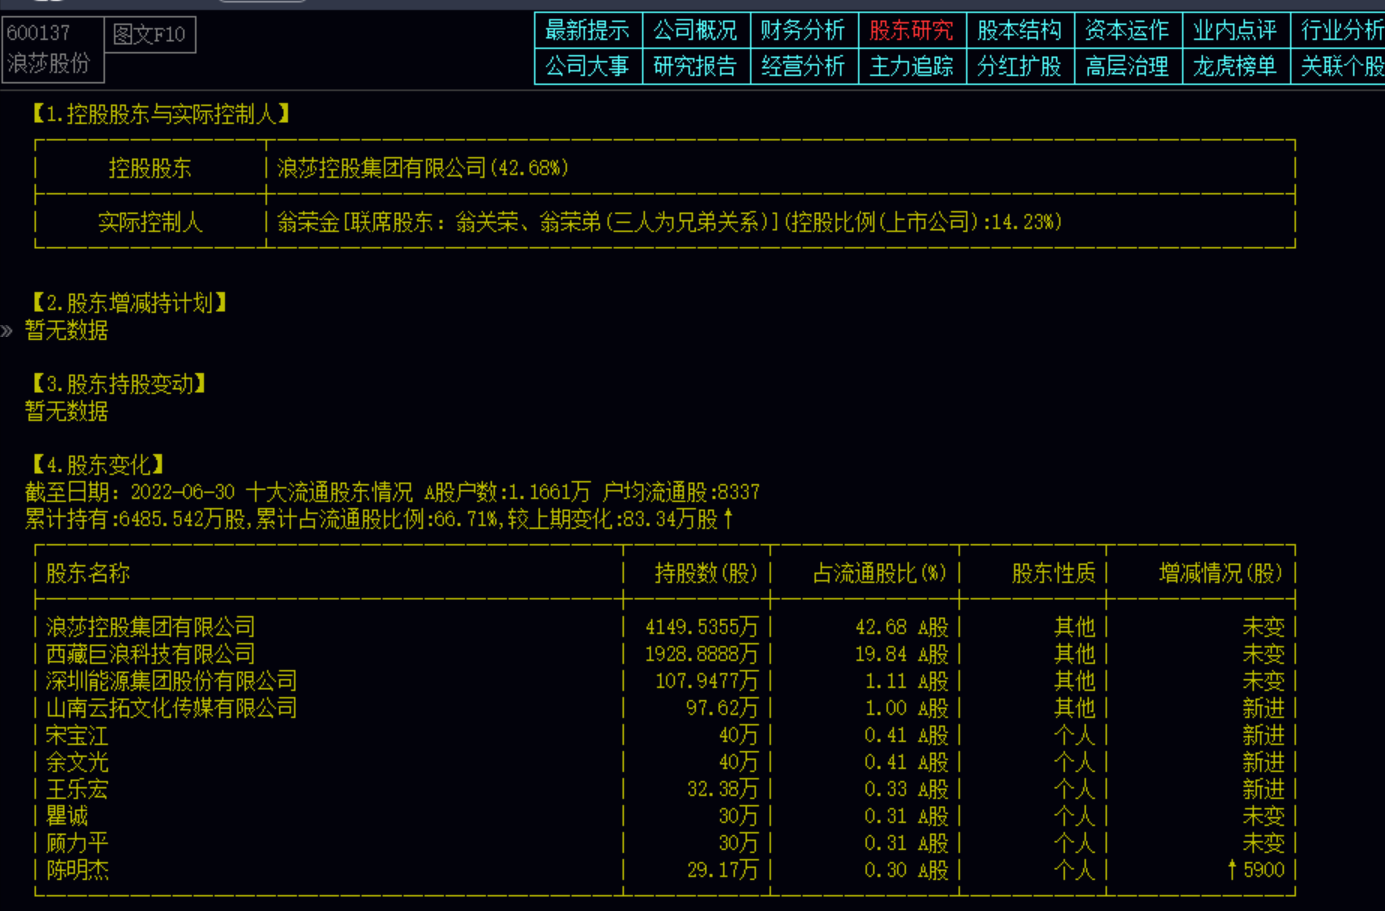 600137 图文F10
浪莎股份
最新提示 公司概况 财务分析 股东研究 股本结构 资本运作 业内点评 行业分析
公司大事 研究报告 经营分析 主力追踪 分红扩股 高层治理 龙虎榜单 关联个股
【1.控股股东与实际控制人】
控股股东 浪莎控股集团有限公司(42.68%)
实际控制人 翁荣金[联席股东: 翁关荣、翁荣弟(三人为兄弟关系)](控股比例(上市公司):14.23%)
【2.股东增减持计划】
» 暂无数据
【3.股东持股变动】
暂无数据
【4.股东变化】
截至日期: 2022-06-30 十大流通股东情况 A股户数:1.1661万 户均流通股:8337
累计持有:6485.542万股,累计占流通股比例:66.71%,较上期变化:83.34万股↑
股东名称 持股数(股) 占流通股比(%) 股东性质 增减情况(股)
浪莎控股集团有限公司 4149.5355万 42.68 A股 其他 未变
西藏巨浪科技有限公司 1928.8888万 19.84 A股 其他 未变
深圳能源集团股份有限公司 107.9477万 1.11 A股 其他 未变
山南云拓文化传媒有限公司 97.62万 1.00 A股 其他 新进
宋宝江 40万 0.41 A股 个人 新进
余文光 40万 0.41 A股 个人 新进
王乐宏 32.38万 0.33 A股 个人 新进
瞿诚 30万 0.31 A股 个人 未变
顾力平 30万 0.31 A股 个人 未变
陈明杰 29.17万 0.30 A股 个人 ↑5900